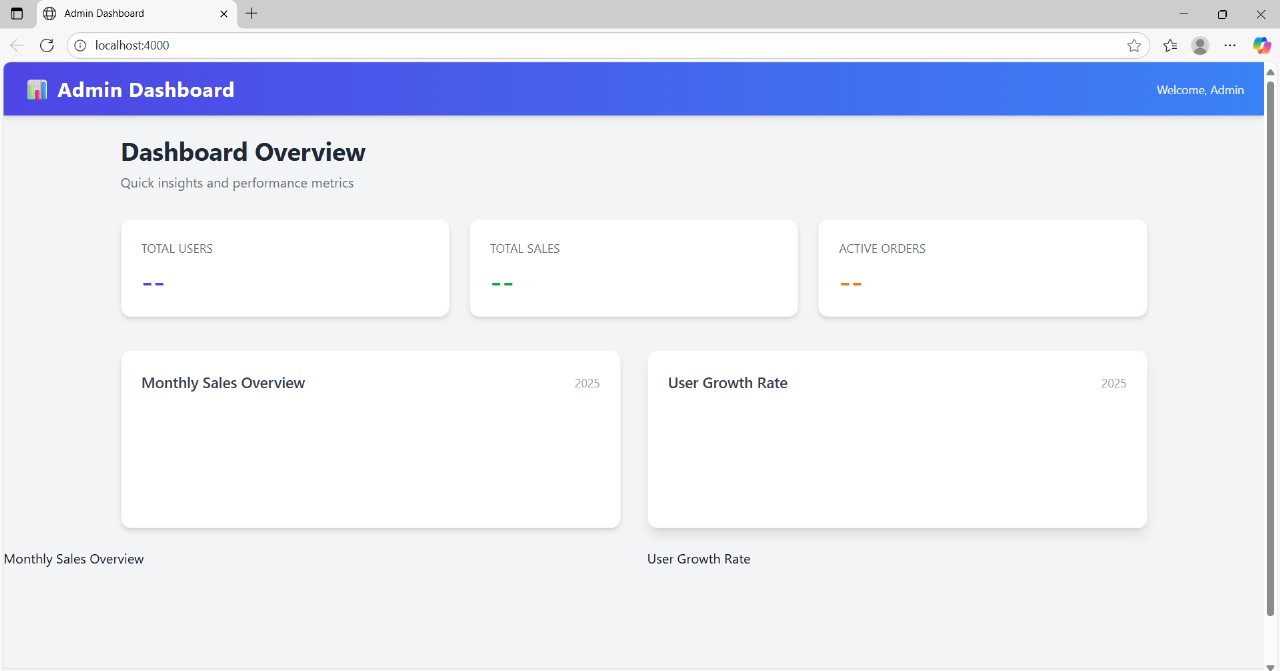 Admin Dashboard
localhost:4000
Admin Dashboard
Welcome, Admin
Dashboard Overview
Quick insights and performance metrics
TOTAL USERS
--
TOTAL SALES
--
ACTIVE ORDERS
--
Monthly Sales Overview
2025
User Growth Rate
2025
Monthly Sales Overview
User Growth Rate